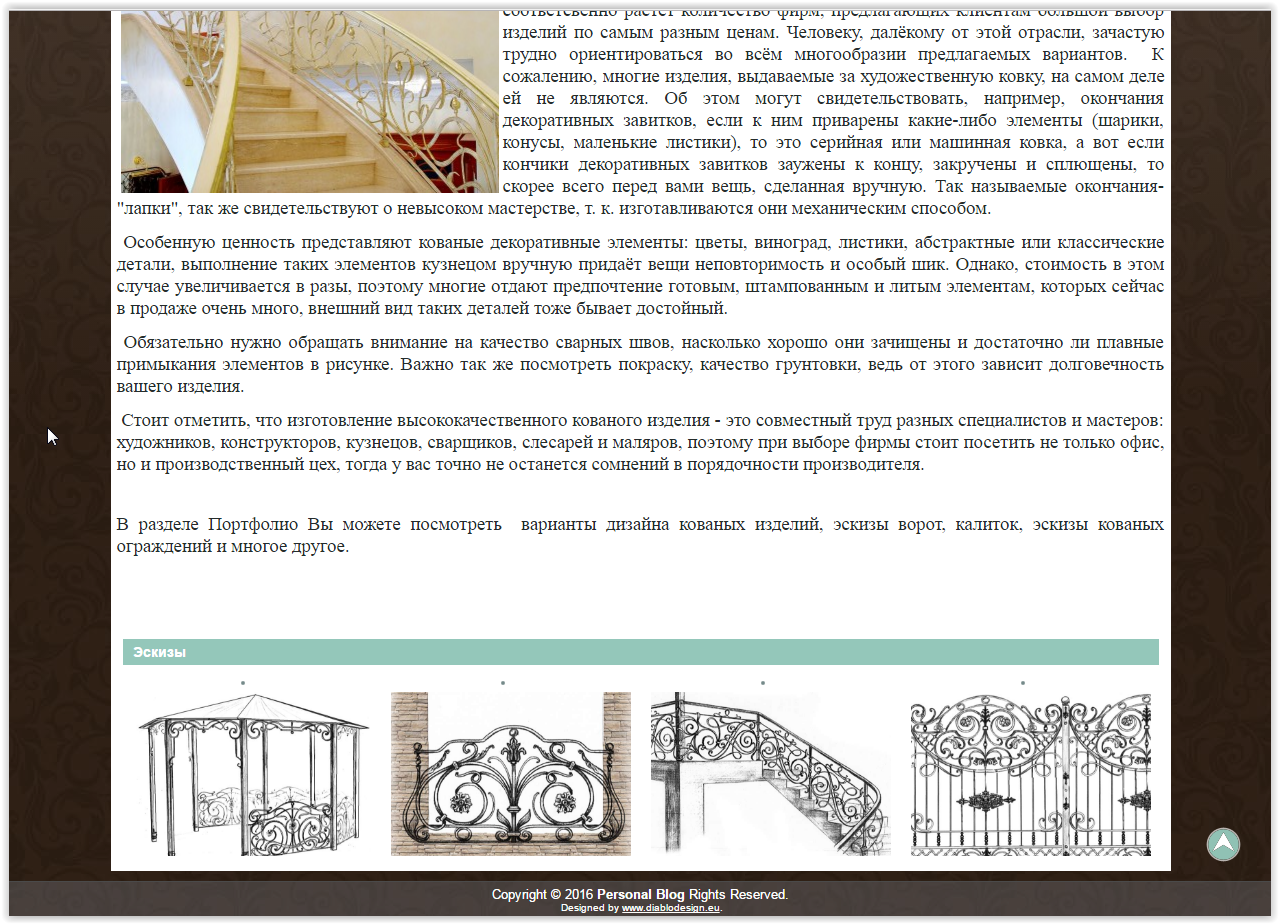 соответсвенно растет количество фирм, предлагающих клиентам большой выбор
изделий по самым разным ценам. Человеку, далёкому от этой отрасли, зачастую
трудно ориентироваться во всём многообразии предлагаемых вариантов. К
сожалению, многие изделия, выдаваемые за художественную ковку, на самом деле
ей не являются. Об этом могут свидетельствовать, например, окончания
декоративных завитков, если к ним приварены какие-либо элементы (шарики,
конусы, маленькие листики), то это серийная или машинная ковка, а вот если
кончики декоративных завитков заужены к концу, закручены и сплющены, то
скорее всего перед вами вещь, сделанная вручную. Так называемые окончания-
"лапки", так же свидетельствуют о невысоком мастерстве, т. к. изготавливаются они механическим способом.
Особенную ценность представляют кованые декоративные элементы: цветы, виноград, листики, абстрактные или классические
детали, выполнение таких элементов кузнецом вручную придаёт вещи неповторимость и особый шик. Однако, стоимость в этом
случае увеличивается в разы, поэтому многие отдают предпочтение готовым, штампованным и литым элементам, которых сейчас
в продаже очень много, внешний вид таких деталей тоже бывает достойный.
Обязательно нужно обращать внимание на качество сварных швов, насколько хорошо они зачищены и достаточно ли плавные
примыкания элементов в рисунке. Важно так же посмотреть покраску, качество грунтовки, ведь от этого зависит долговечность
вашего изделия.
Стоит отметить, что изготовление высококачественного кованого изделия - это совместный труд разных специалистов и мастеров:
художников, конструкторов, кузнецов, сварщиков, слесарей и маляров, поэтому при выборе фирмы стоит посетить не только офис,
но и производственный цех, тогда у вас точно не останется сомнений в порядочности производителя.
В разделе Портфолио Вы можете посмотреть варианты дизайна кованых изделий, эскизы ворот, калиток, эскизы кованых
ограждений и многое другое.
Эскизы
Copyright © 2016 Personal Blog Rights Reserved.
Designed by www.diablodesign.eu.